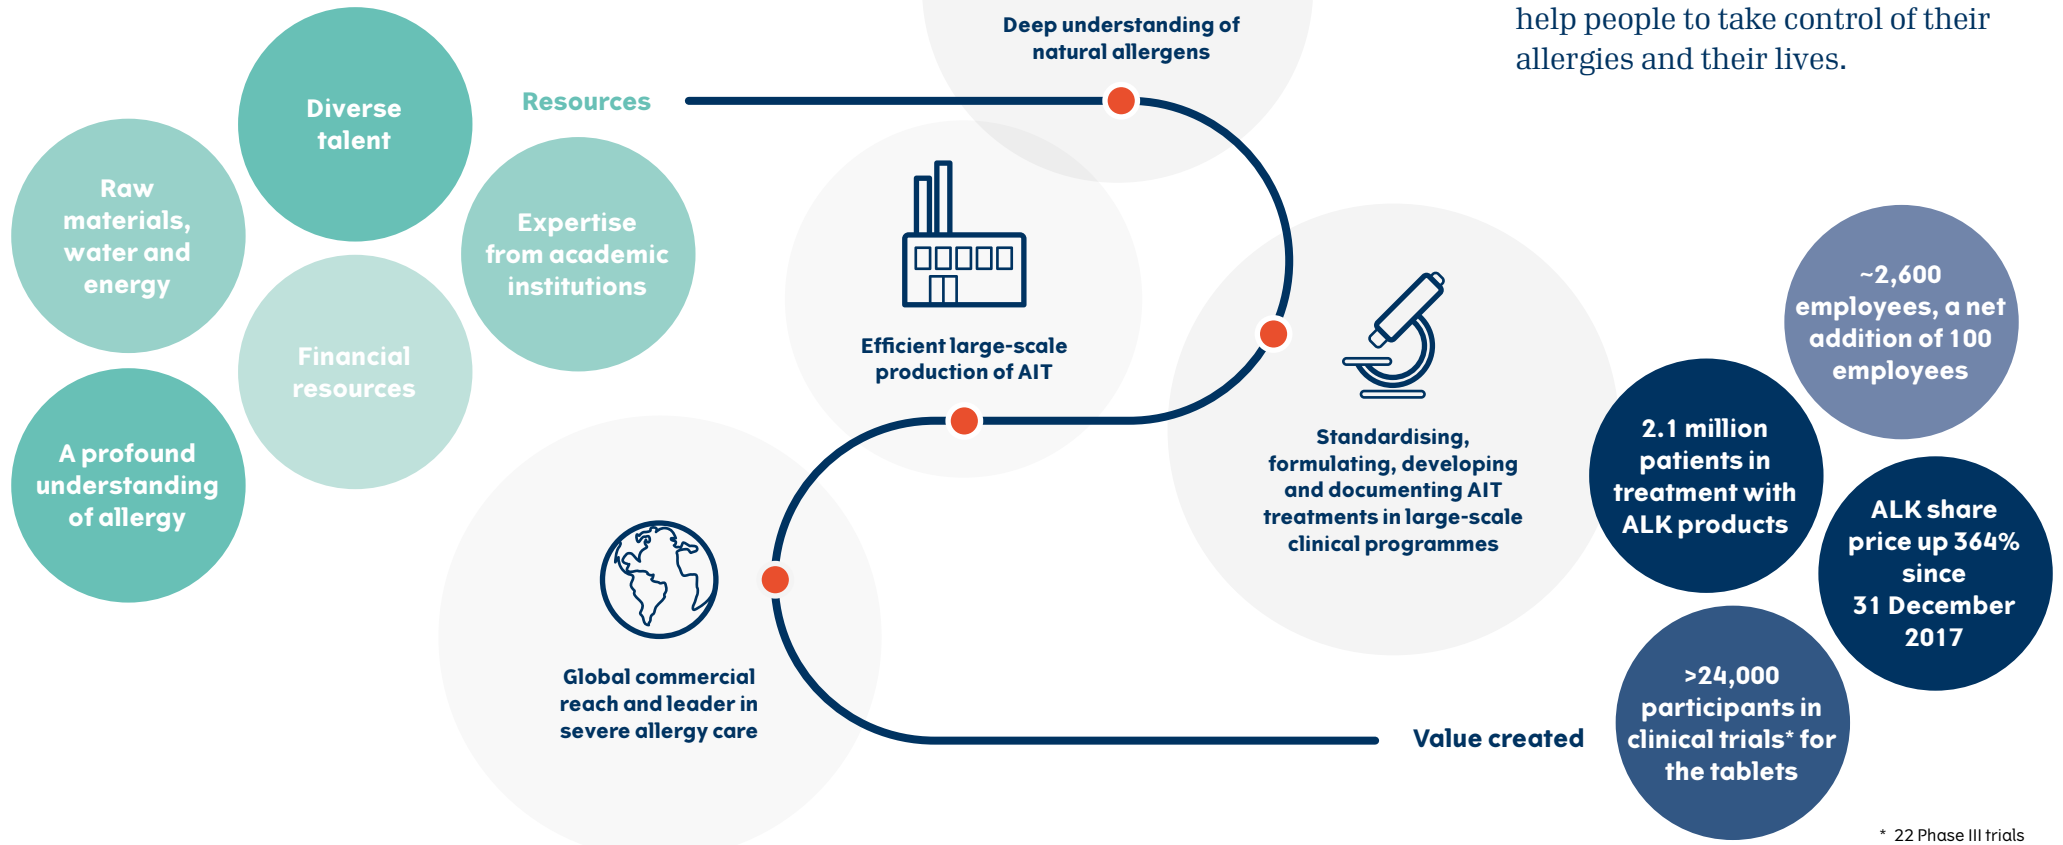 help people to take control of their
allergies and their lives.
Resources
Diverse
talent
Raw
materials,
water and
energy
Expertise
from academic
institutions
Financial
resources
A profound
understanding
of allergy
Deep understanding of
natural allergens
Standardising,
formulating, developing
and documenting AIT
treatments in large-scale
clinical programmes
Efficient large-scale
production of AIT
Global commercial
reach and leader in
severe allergy care
Value created
~2,600
employees, a net
addition of 100
employees
2.1 million
patients in
treatment with
ALK products
ALK share
price up 364%
since
31 December
2017
>24,000
participants in
clinical trials* for
the tablets
* 22 Phase III trials